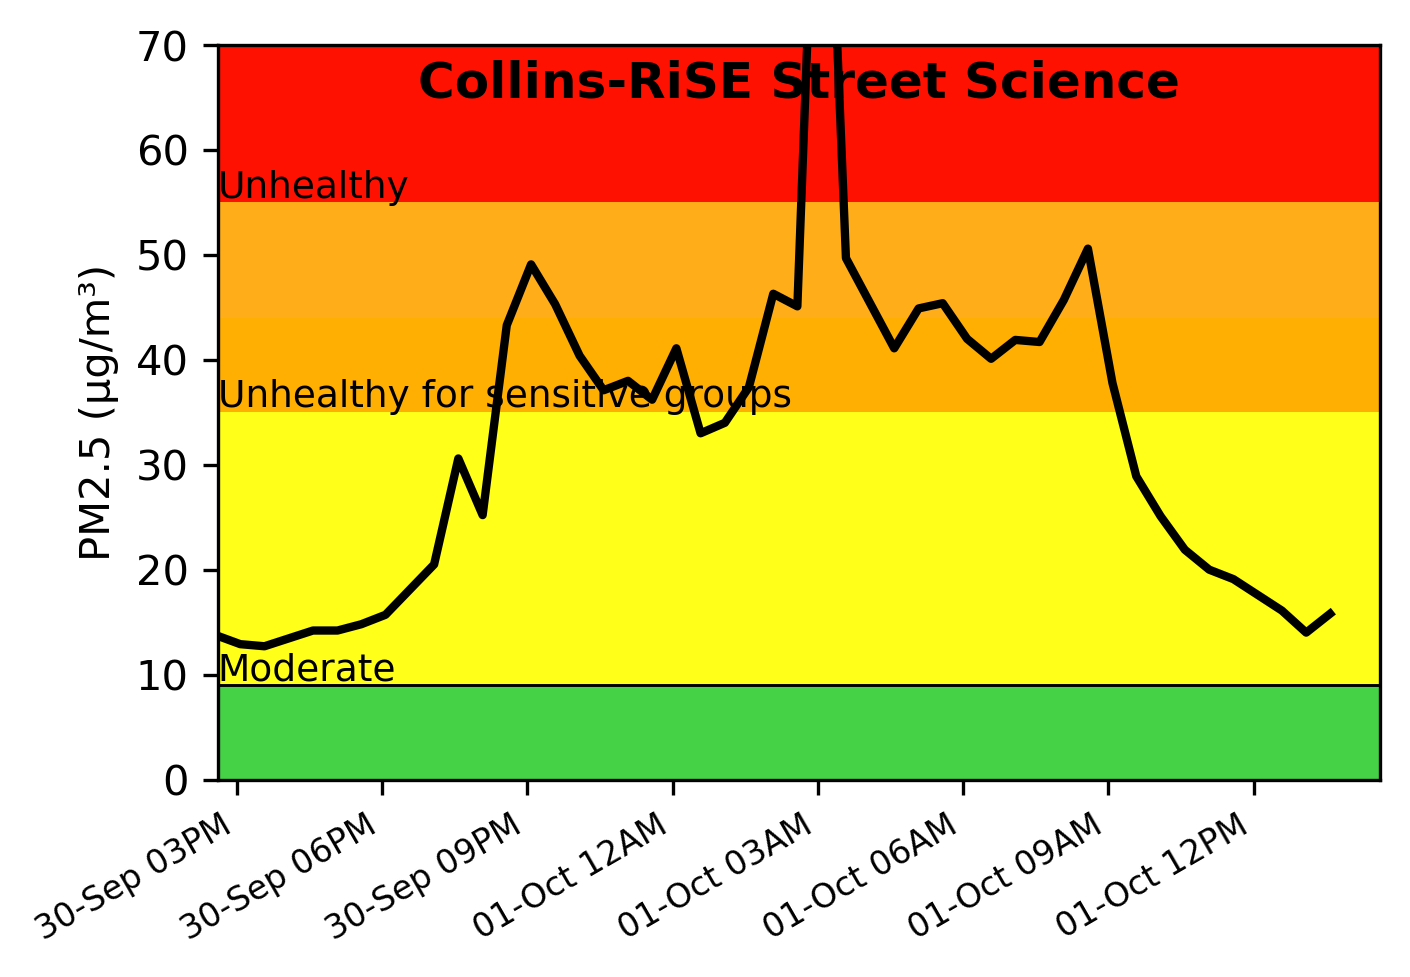 Collins-RiSE Street Science
70
60
50
40
30
20
10
0
PM2.5 (µg/m³)
Unhealthy
Unhealthy for sensitive groups
Moderate
30-Sep 03PM
30-Sep 06PM
30-Sep 09PM
01-Oct 12AM
01-Oct 03AM
01-Oct 06AM
01-Oct 09AM
01-Oct 12PM